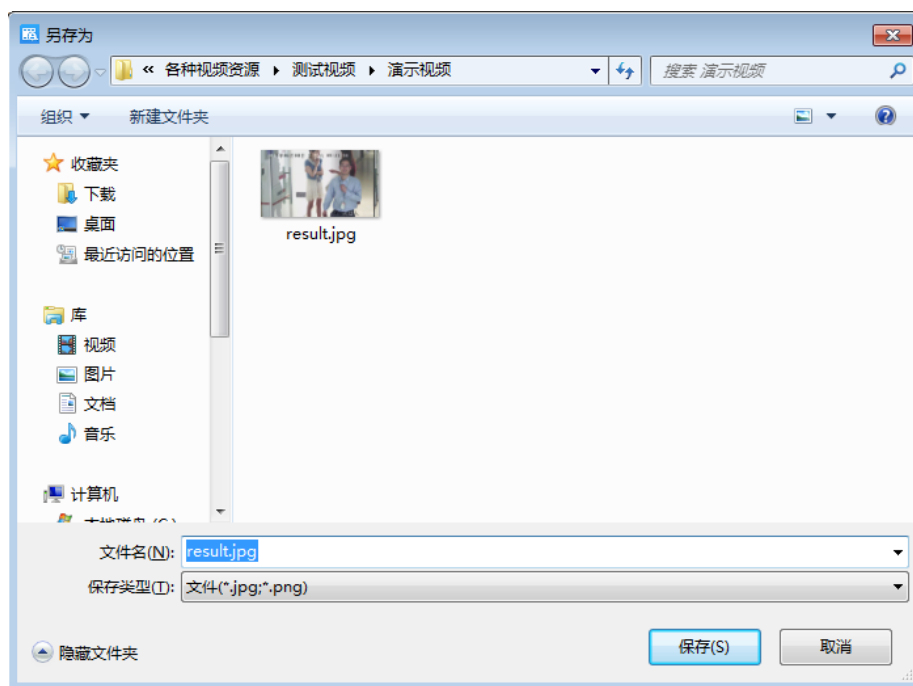 另存为
« 各种视频资源 ▸ 测试视频 ▸ 演示视频
搜索 演示视频
组织
新建文件夹
收藏夹
下载
桌面
最近访问的位置
库
视频
图片
文档
音乐
计算机
result.jpg
文件名(N): result.jpg
保存类型(T): 文件(*.jpg;*.png)
隐藏文件夹
保存(S)
取消